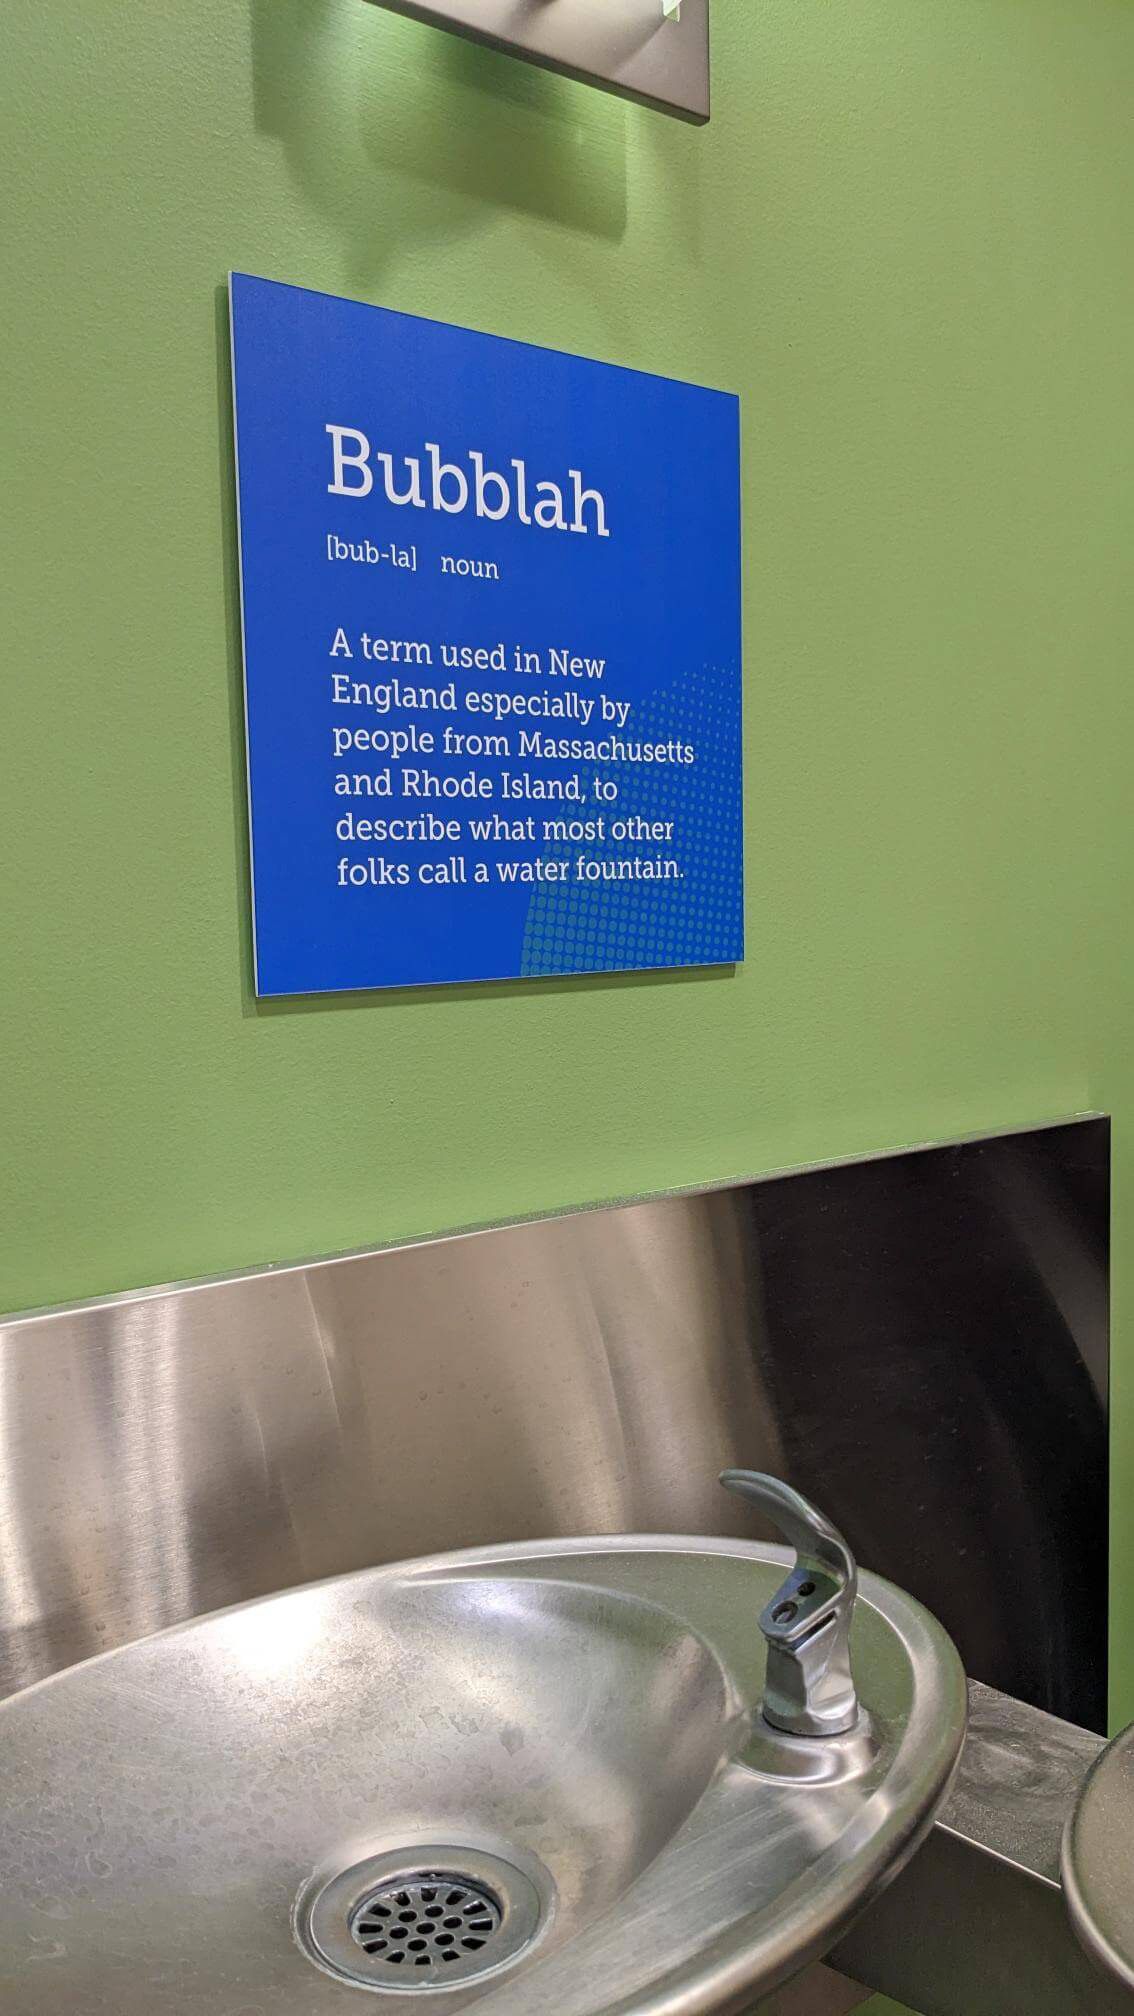 Bubblah
[bub-la] noun
A term used in New
England especially by
people from Massachusetts
and Rhode Island, to
describe what most other
folks call a water fountain.